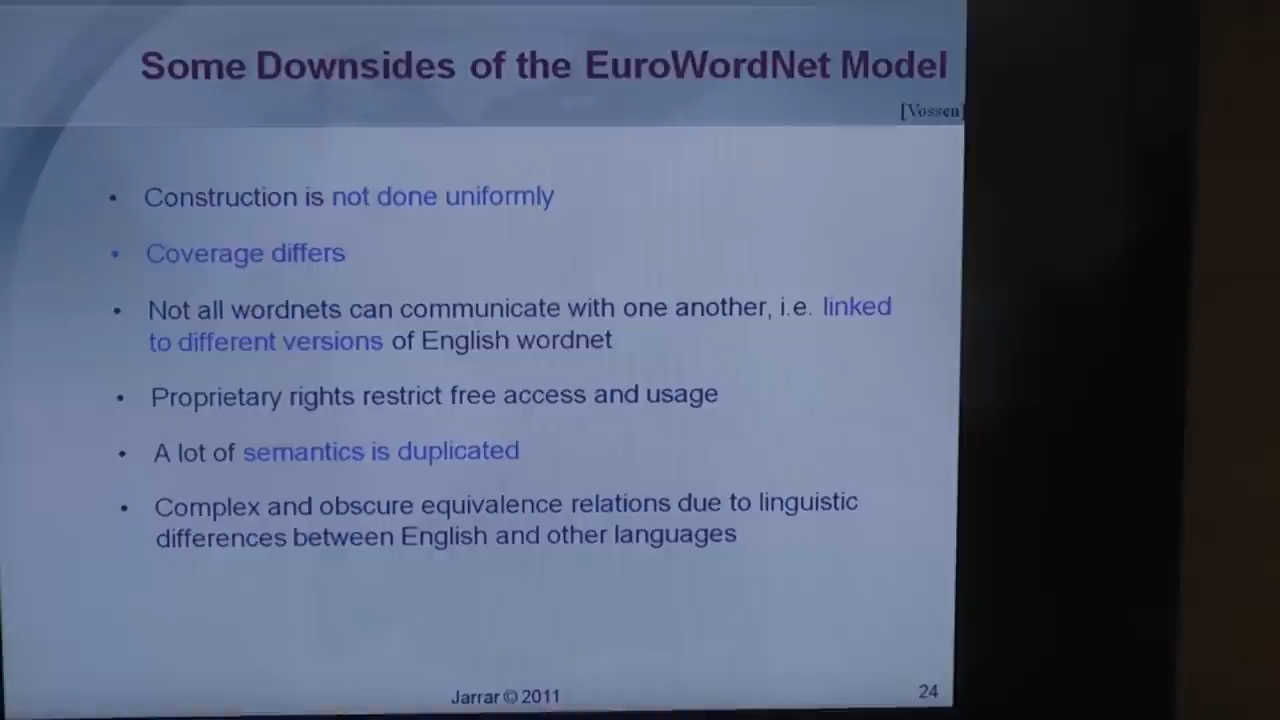 Some Downsides of the EuroWordNet Model
[Vossen]
• Construction is not done uniformly
• Coverage differs
• Not all wordnets can communicate with one another, i.e. linked
to different versions of English wordnet
• Proprietary rights restrict free access and usage
• A lot of semantics is duplicated
• Complex and obscure equivalence relations due to linguistic
differences between English and other languages
Jarrar © 2011
24